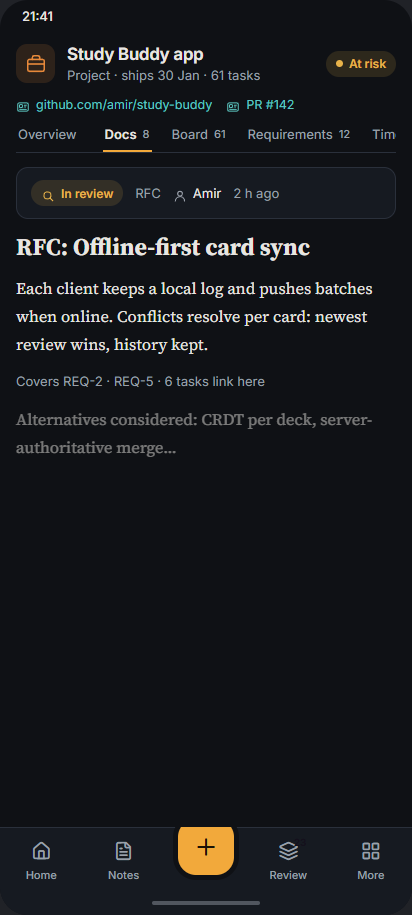 21:41
Study Buddy app
Project · ships 30 Jan · 61 tasks
At risk
github.com/amir/study-buddy
PR #142
Overview
Docs 8
Board 61
Requirements 12
Tim
In review
RFC
Amir
2 h ago
RFC: Offline-first card sync
Each client keeps a local log and pushes batches
when online. Conflicts resolve per card: newest
review wins, history kept.
Covers REQ-2 · REQ-5 · 6 tasks link here
Alternatives considered: CRDT per deck, server-
authoritative merge...
Home
Notes
Review
More